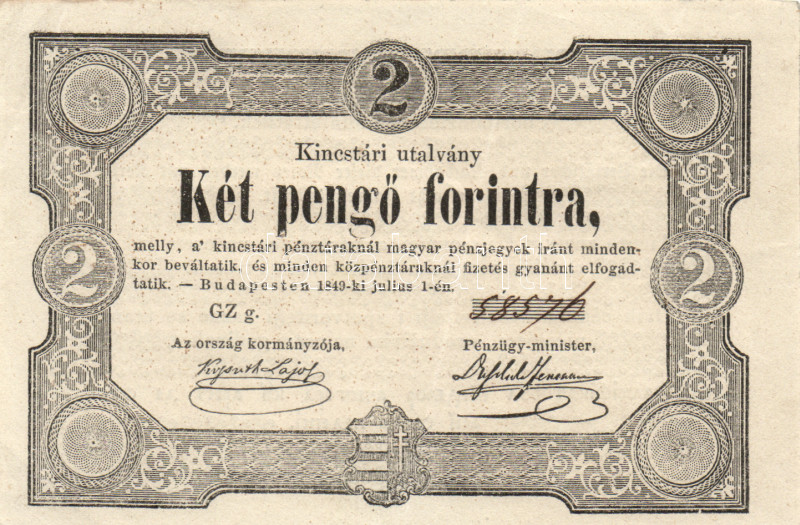 2
Kincstári utalvány
Két pengő forintra,
melly, a' kincstári pénztáraknál magyar pénzjegyek iránt minden-
kor beváltatik, és minden közpénztáraknál fizetés gyanánt elfogad-
tatik. — Budapesten 1849-ki julius 1-én.
2 2
GZ g. 58576
Az ország kormányzója, Pénzügy-minister,
Kossuth Lajos